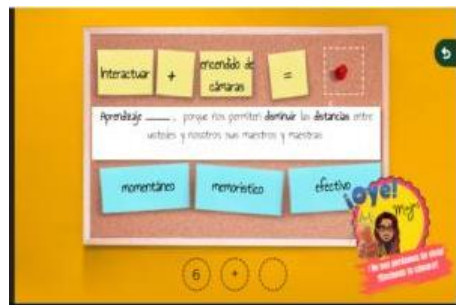 Interactuar
+
encendido de
cámaras
=
Aprendizaje ____, porque nos permiten disminuir las distancias entre
ustedes y nosotros sus maestros y maestras
momentáneo
memorístico
efectivo
¡Oye!
6
+